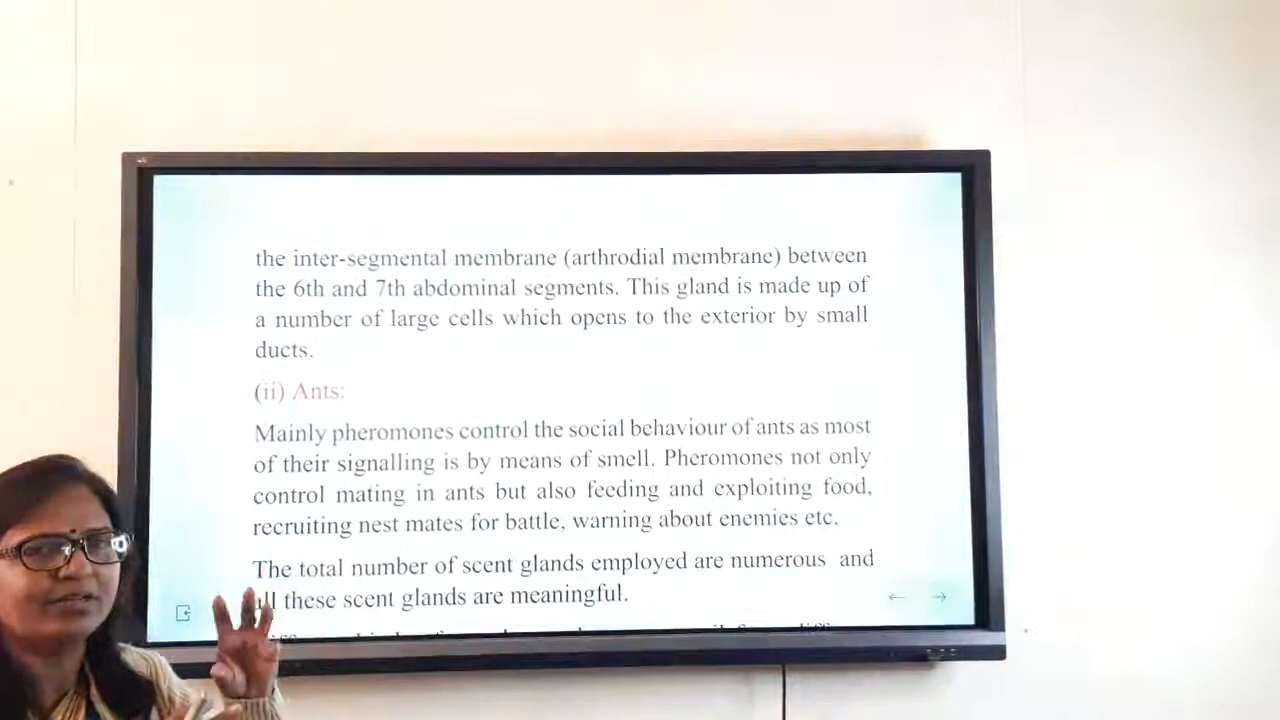 the inter-segmental membrane (arthrodial membrane) between
the 6th and 7th abdominal segments. This gland is made up of
a number of large cells which opens to the exterior by small
ducts.
(ii) Ants:
Mainly pheromones control the social behaviour of ants as most
of their signalling is by means of smell. Pheromones not only
control mating in ants but also feeding and exploiting food,
recruiting nest mates for battle, warning about enemies etc.
The total number of scent glands employed are numerous and
all these scent glands are meaningful.